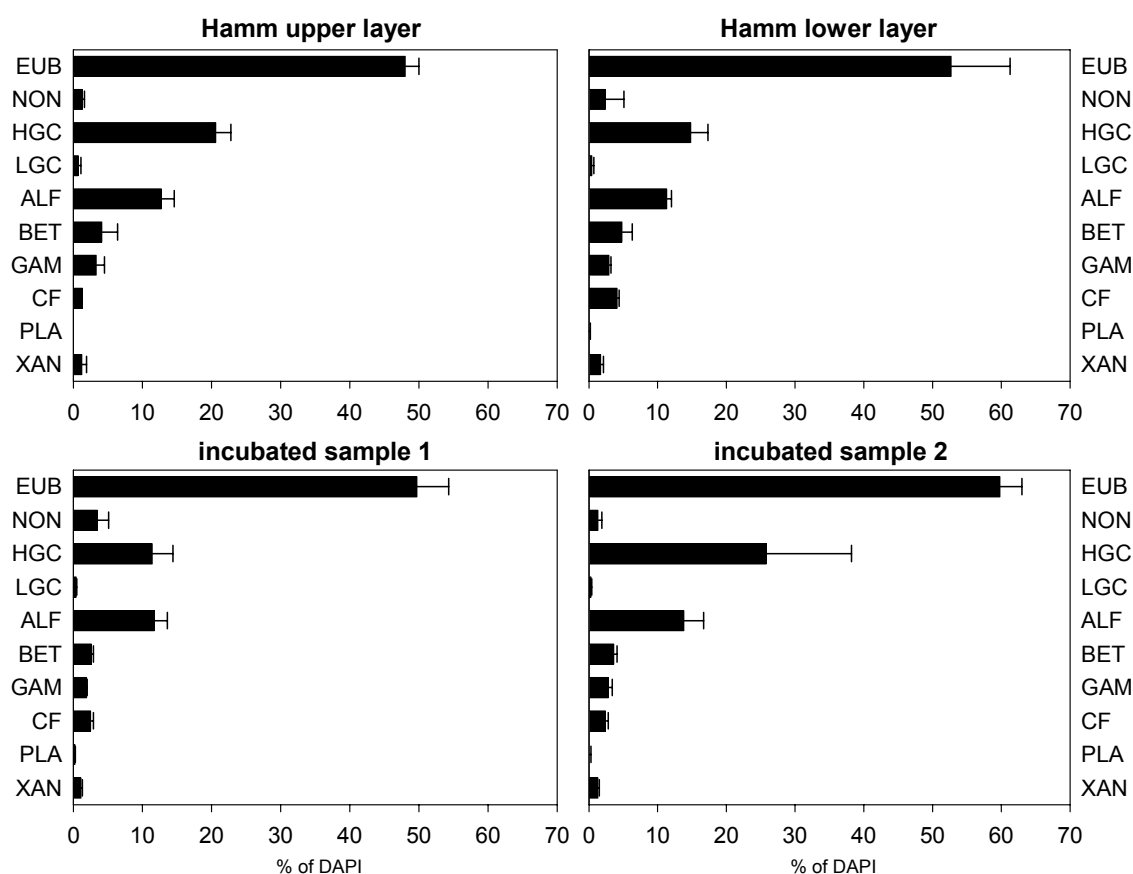 Hamm upper layer Hamm lower layer
EUB EUB
NON NON
HGC HGC
LGC LGC
ALF ALF
BET BET
GAM GAM
CF CF
PLA PLA
XAN XAN
0 10 20 30 40 50 60 70 0 10 20 30 40 50 60 70
incubated sample 1 incubated sample 2
EUB EUB
NON NON
HGC HGC
LGC LGC
ALF ALF
BET BET
GAM GAM
CF CF
PLA PLA
XAN XAN
0 10 20 30 40 50 60 70 0 10 20 30 40 50 60 70
% of DAPI % of DAPI